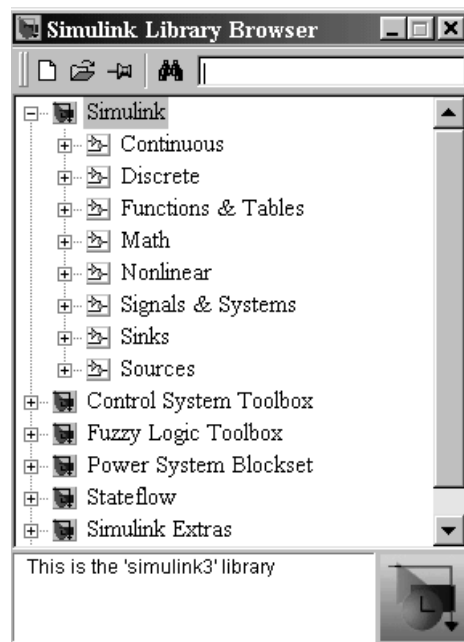 Simulink Library Browser
Simulink
Continuous
Discrete
Functions & Tables
Math
Nonlinear
Signals & Systems
Sinks
Sources
Control System Toolbox
Fuzzy Logic Toolbox
Power System Blockset
Stateflow
Simulink Extras
This is the 'simulink3' library